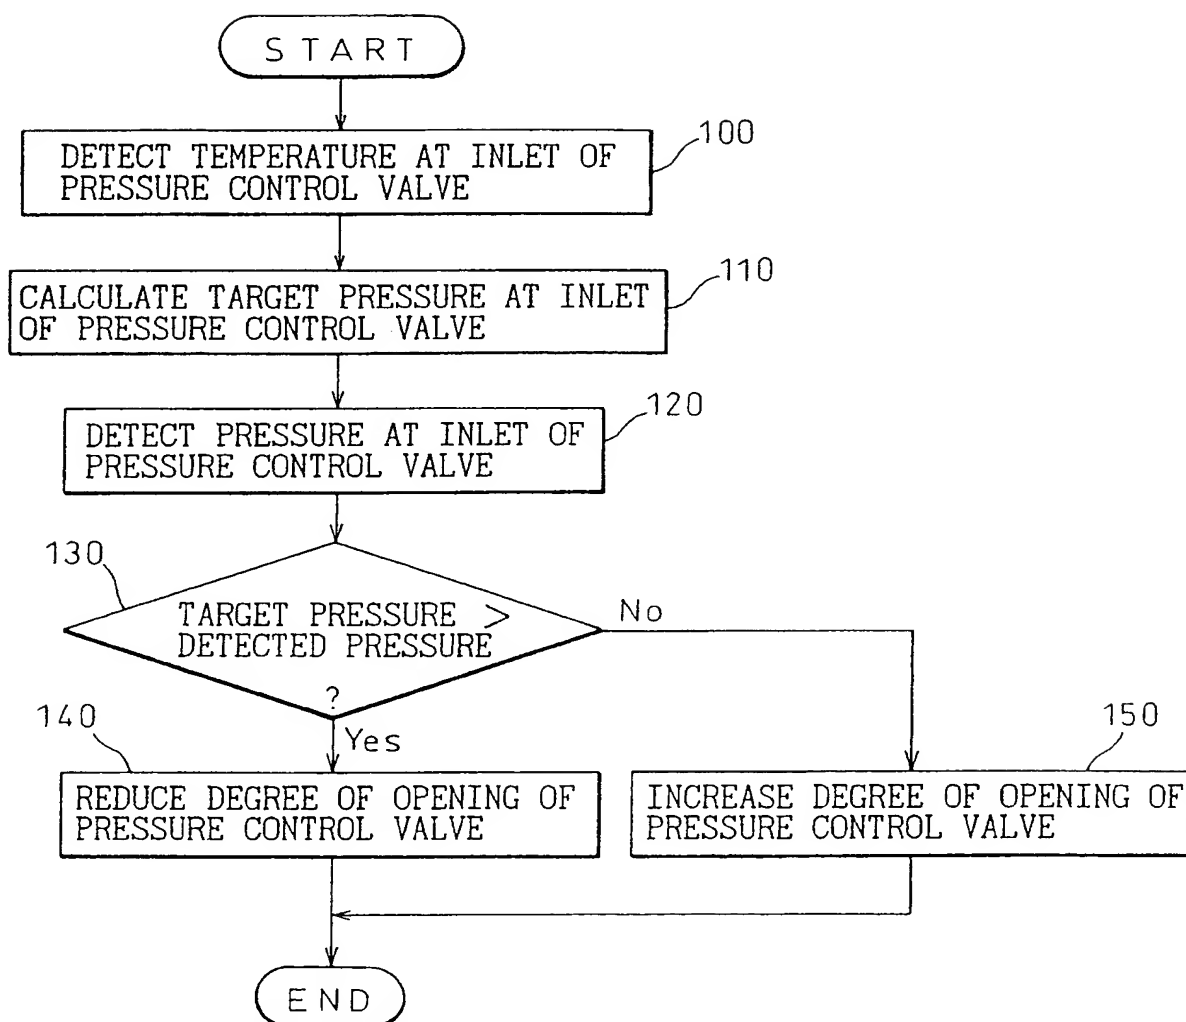 START
100
DETECT TEMPERATURE AT INLET OF
PRESSURE CONTROL VALVE
110
CALCULATE TARGET PRESSURE AT INLET
OF PRESSURE CONTROL VALVE
120
DETECT PRESSURE AT INLET OF
PRESSURE CONTROL VALVE
130
TARGET PRESSURE >
DETECTED PRESSURE
?
No
Yes
140
REDUCE DEGREE OF OPENING OF
PRESSURE CONTROL VALVE
150
INCREASE DEGREE OF OPENING OF
PRESSURE CONTROL VALVE
END